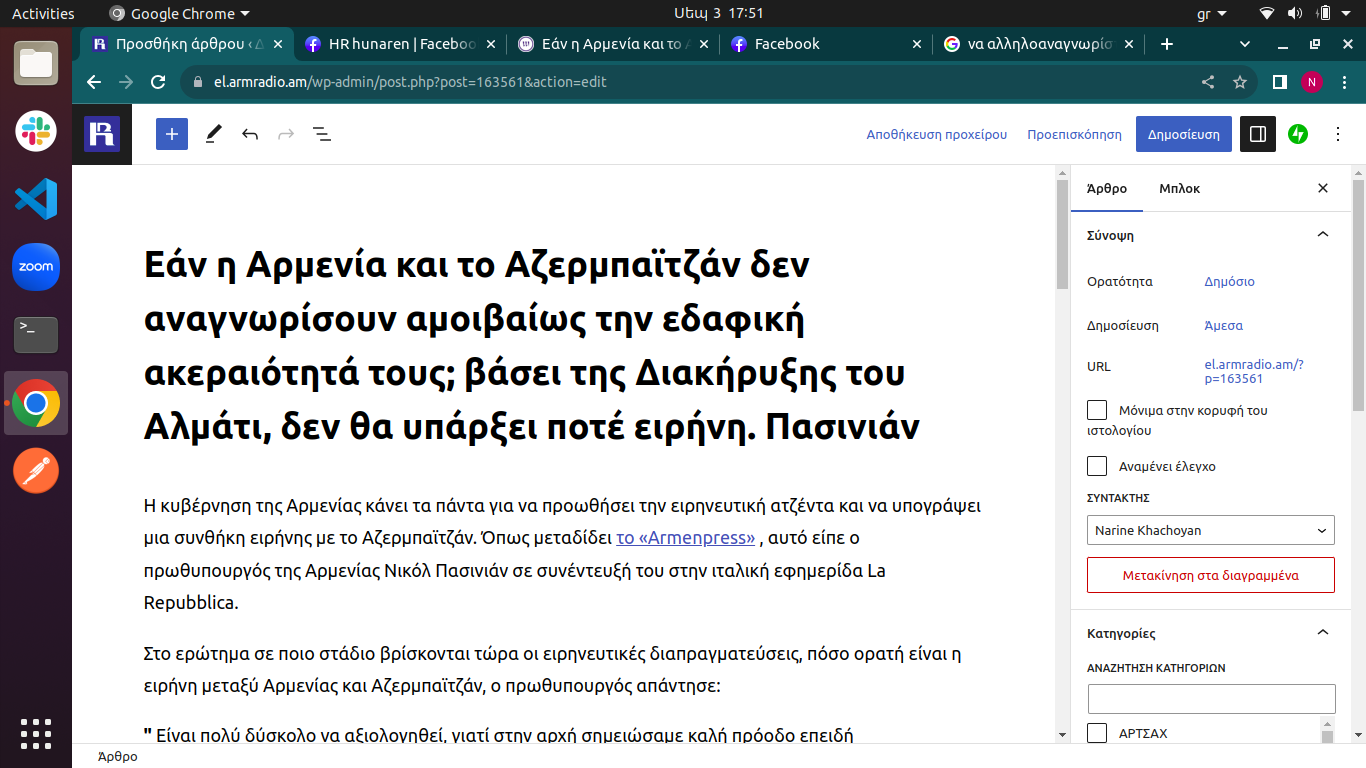 Activities
Google Chrome
Սեպ 3 17:51
gr
Προσθήκη άρθρου ‹ Δ
HR hunaren | Faceboo
Εάν η Αρμενία και το Α
Facebook
να αλληλοαναγνωρίσ
el.armradio.am/wp-admin/post.php?post=163561&action=edit
N
Αποθήκευση προχείρου
Προεπισκόπηση
Δημοσίευση
Εάν η Αρμενία και το Αζερμπαϊτζάν δεν
αναγνωρίσουν αμοιβαίως την εδαφική
ακεραιότητά τους; βάσει της Διακήρυξης του
Αλμάτι, δεν θα υπάρξει ποτέ ειρήνη. Πασινιάν
Η κυβέρνηση της Αρμενίας κάνει τα πάντα για να προωθήσει την ειρηνευτική ατζέντα και να υπογράψει
μια συνθήκη ειρήνης με το Αζερμπαϊτζάν. Όπως μεταδίδει το «Armenpress» , αυτό είπε ο
πρωθυπουργός της Αρμενίας Νικόλ Πασινιάν σε συνέντευξή του στην ιταλική εφημερίδα La
Repubblica.
Στο ερώτημα σε ποιο στάδιο βρίσκονται τώρα οι ειρηνευτικές διαπραγματεύσεις, πόσο ορατή είναι η
ειρήνη μεταξύ Αρμενίας και Αζερμπαϊτζάν, ο πρωθυπουργός απάντησε:
" Είναι πολύ δύσκολο να αξιολογηθεί, γιατί στην αρχή σημειώσαμε καλή πρόοδο επειδή
Άρθρο
Μπλοκ
Σύνοψη
Ορατότητα
Δημόσιο
Δημοσίευση
Άμεσα
URL
el.armradio.am/?
p=163561
Μόνιμα στην κορυφή του
ιστολογίου
Αναμένει έλεγχο
ΣΥΝΤΑΚΤΗΣ
Narine Khachoyan
Μετακίνηση στα διαγραμμένα
Κατηγορίες
ΑΝΑΖΗΤΗΣΗ ΚΑΤΗΓΟΡΙΩΝ
ΑΡΤΣΑΧ
Άρθρο
zoom
>_